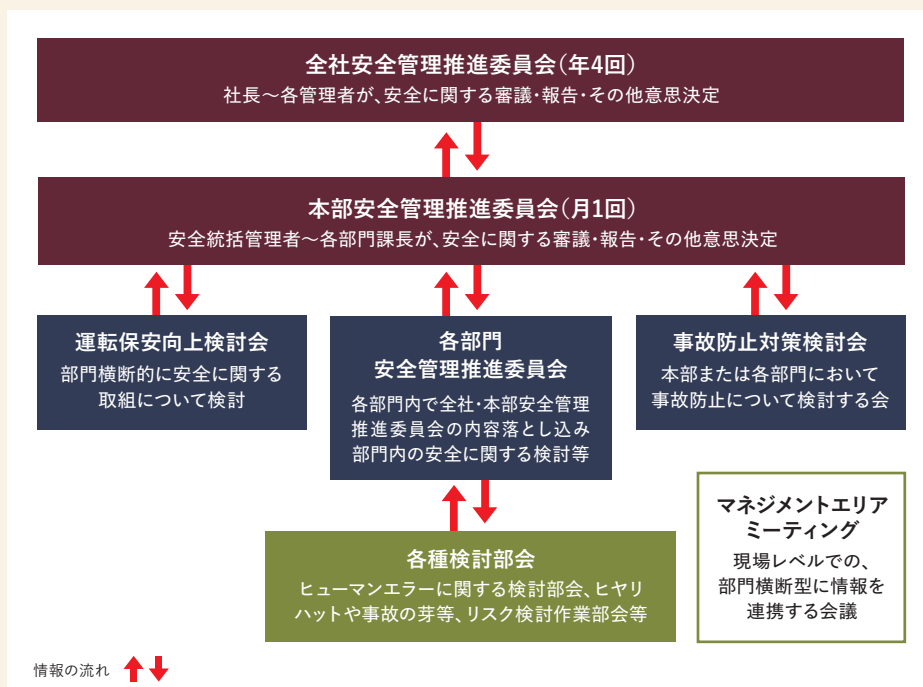 全社安全管理推進委員会(年4回)
社長～各管理者が、安全に関する審議・報告・その他意思決定
本部安全管理推進委員会(月1回)
安全統括管理者～各部門課長が、安全に関する審議・報告・その他意思決定
運転保安向上検討会
部門横断的に安全に関する
取組について検討
各部門
安全管理推進委員会
各部門内で全社・本部安全管理
推進委員会の内容落とし込み
部門内の安全に関する検討等
事故防止対策検討会
本部または各部門において
事故防止について検討する会
各種検討部会
ヒューマンエラーに関する検討部会、ヒヤリ
ハットや事故の芽等、リスク検討作業部会等
マネジメントエリア
ミーティング
現場レベルでの、
部門横断型に情報を
連携する会議
情報の流れ